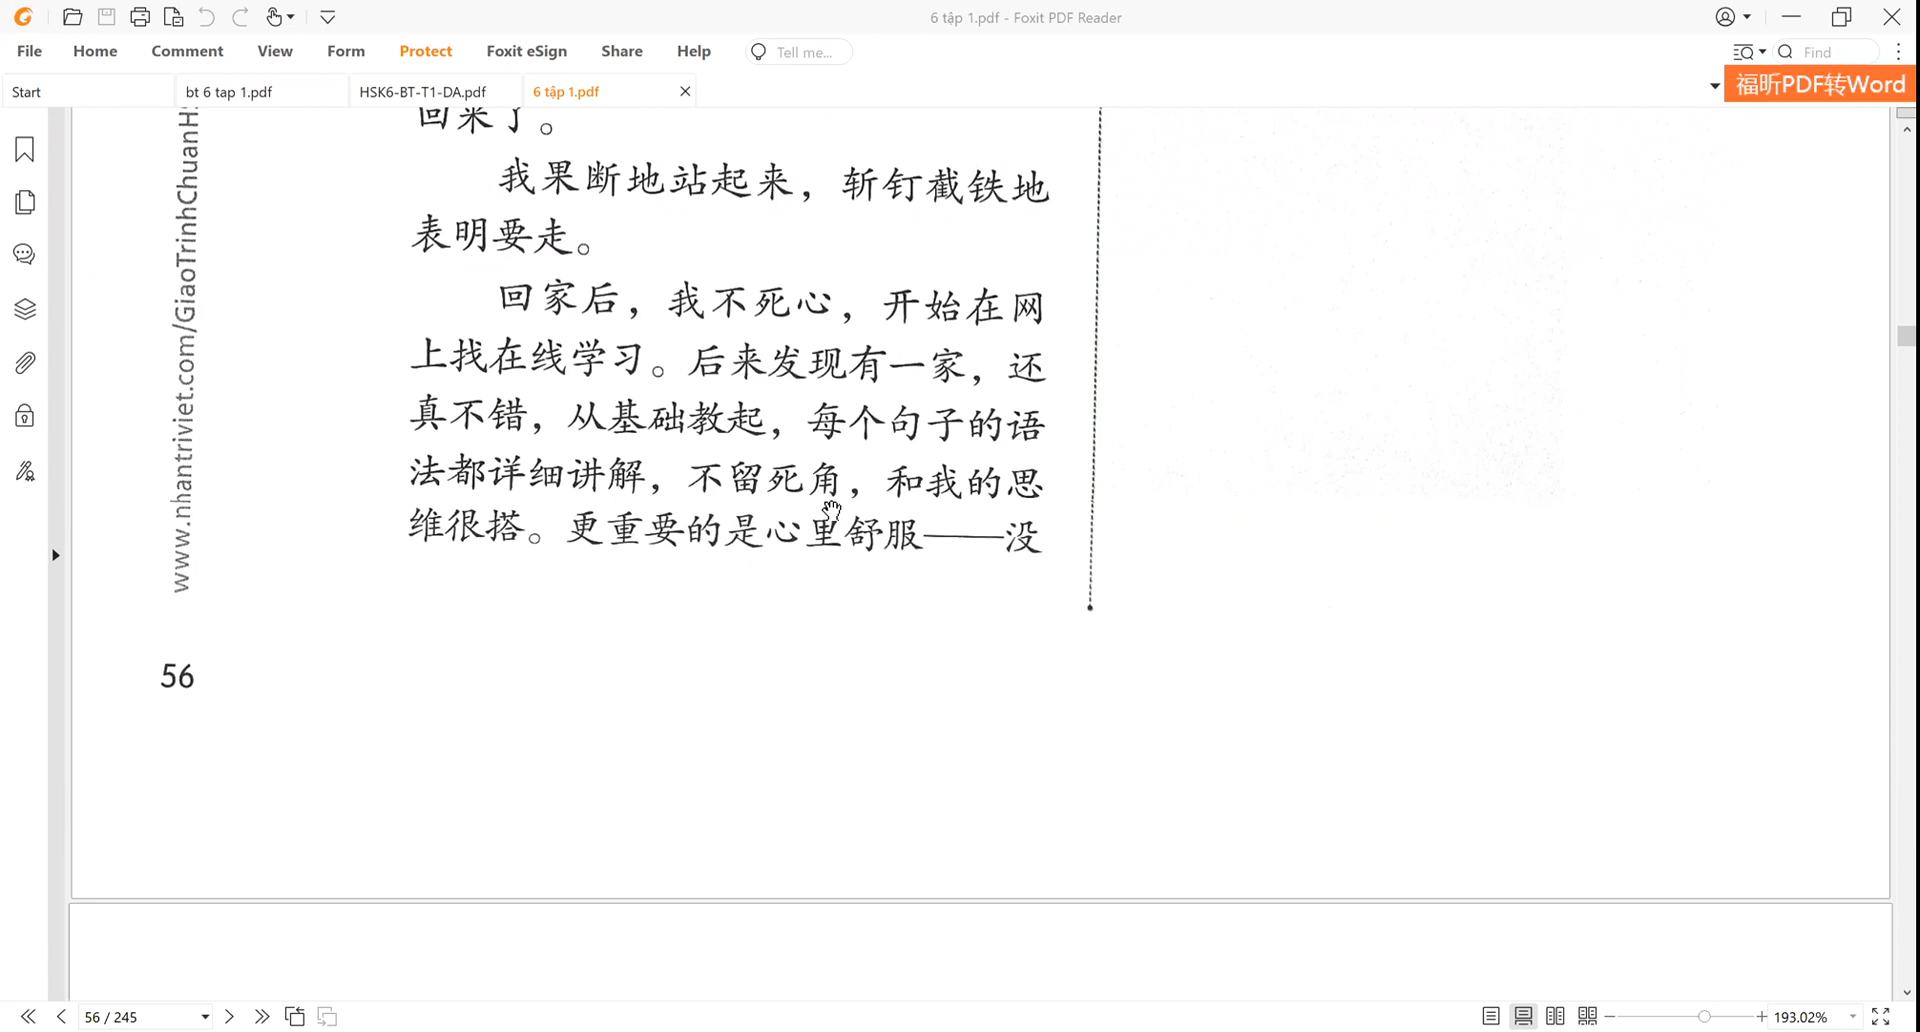 6 tập 1.pdf - Foxit PDF Reader
File Home Comment View Form Protect Foxit eSign Share Help Tell me... Find
Start bt 6 tap 1.pdf HSK6-BT-T1-DA.pdf 6 tập 1.pdf 福昕PDF转Word
www.nhantriviet.com/GiaoTrinhChuanH
回来了。
我果断地站起来，斩钉截铁地
表明要走。
回家后，我不死心，开始在网
上找在线学习。后来发现有一家，还
真不错，从基础教起，每个句子的语
法都详细讲解，不留死角，和我的思
维很搭。更重要的是心里舒服——没
56
56 / 245 193.02%